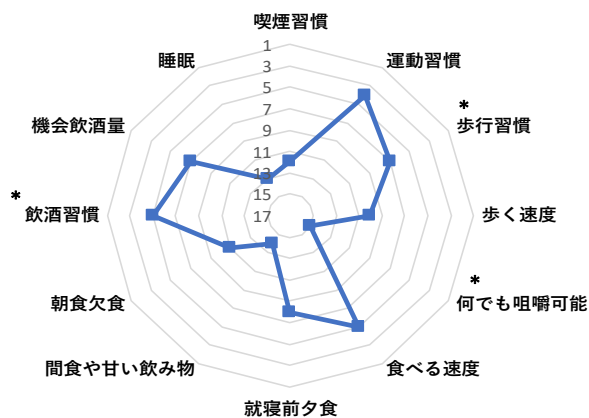 喫煙習慣
1
3
5
7
9
11
13
15
17
運動習慣
*
歩行習慣
歩く速度
*
何でも咀嚼可能
食べる速度
就寝前夕食
間食や甘い飲み物
朝食欠食
* 飲酒習慣
機会飲酒量
睡眠